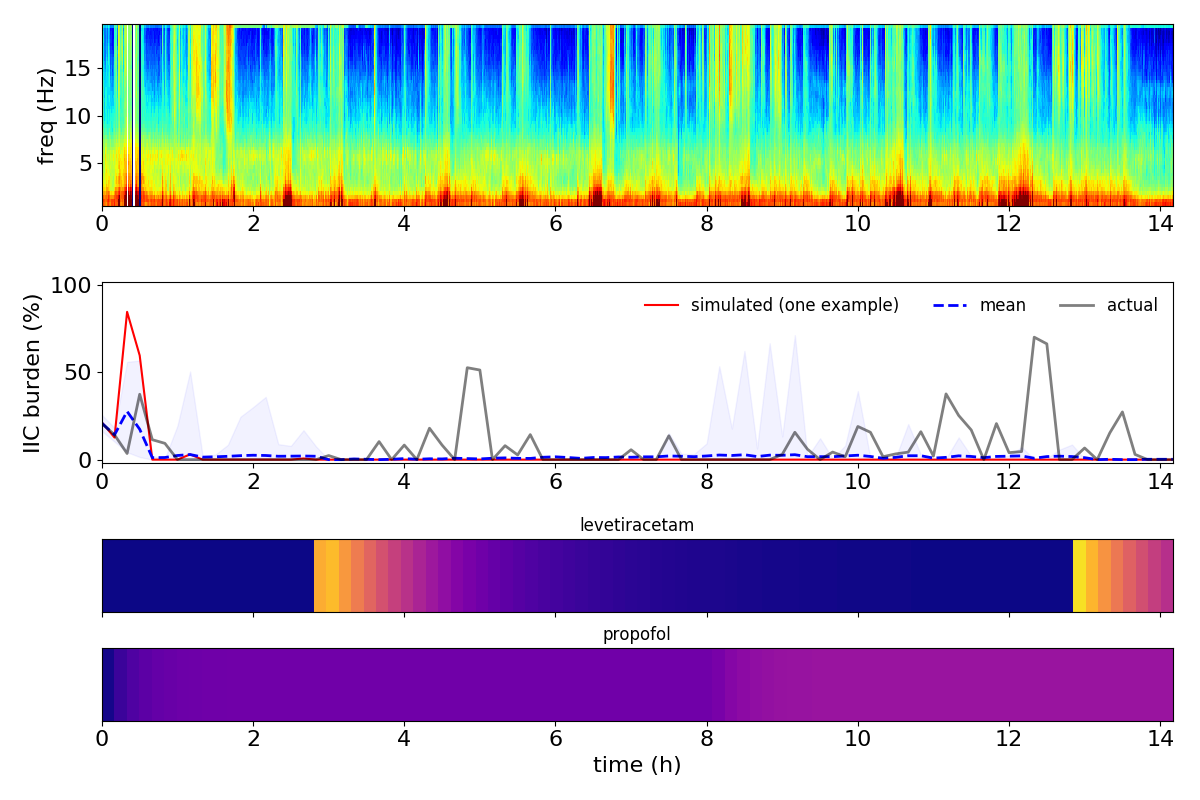 freq (Hz)
15
10
5
0 2 4 6 8 10 12 14
IIC burden (%)
100
50
0
simulated (one example) mean actual
0 2 4 6 8 10 12 14
levetiracetam
propofol
0 2 4 6 8 10 12 14
time (h)